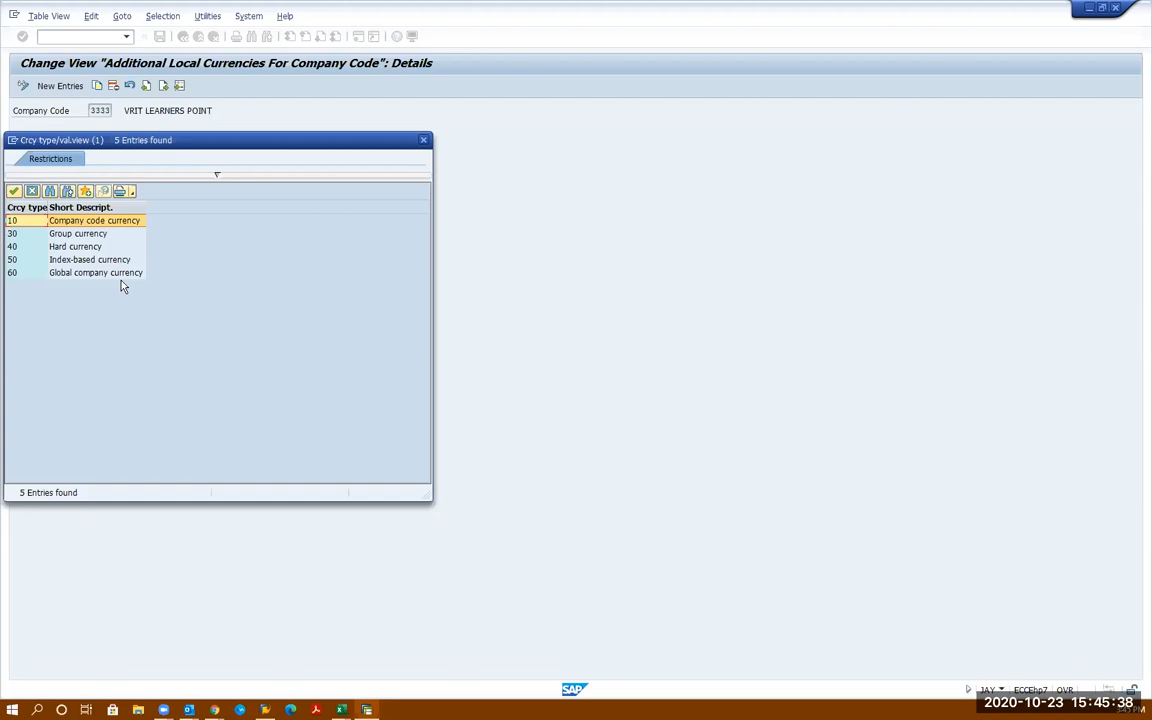 Table View Edit Goto Selection Utilities System Help
Change View "Additional Local Currencies For Company Code": Details
New Entries
Company Code 3333 VRIT LEARNERS POINT
Crcy type/val.view (1) 5 Entries found
Restrictions
Crcy type Short Descript.
10 Company code currency
30 Group currency
40 Hard currency
50 Index-based currency
60 Global company currency
5 Entries found
SAP
JAY ECCEhp7 OVR
2020-10-23 15:45:38